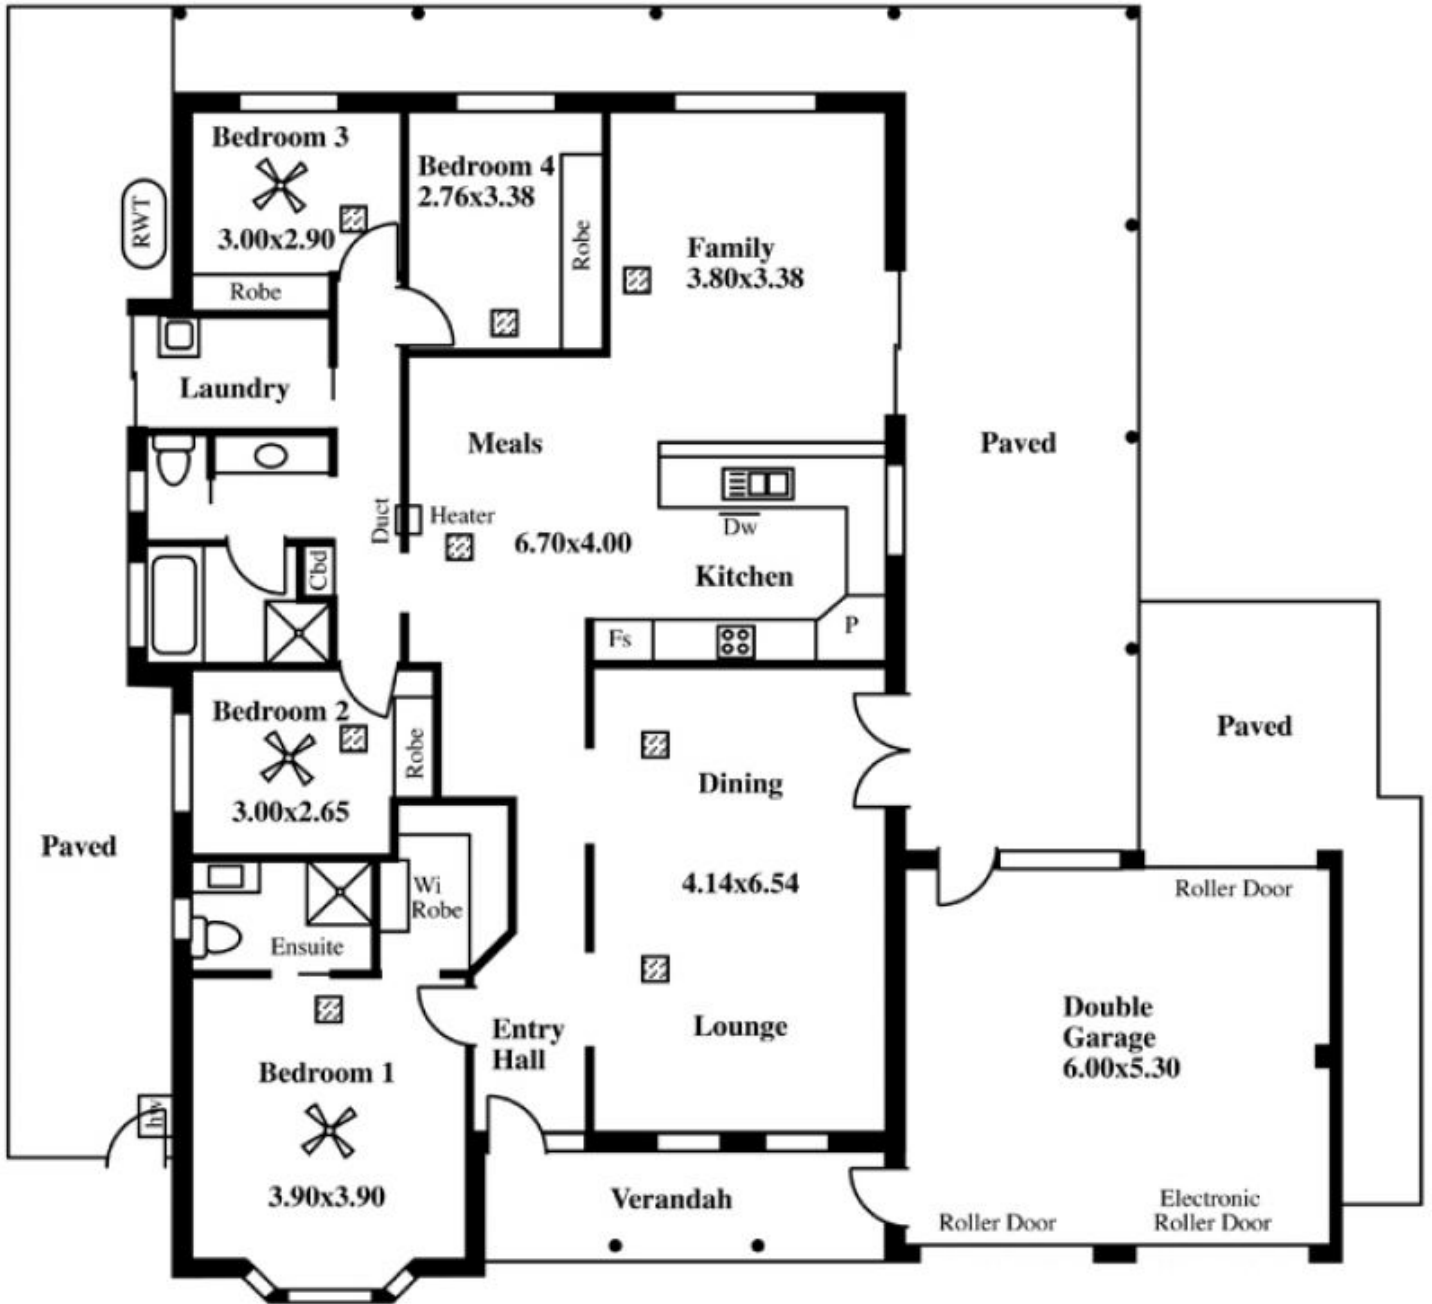 Bedroom 3
3.00x2.90
Robe
Bedroom 4
2.76x3.38
Robe
Family
3.80x3.38
RWT
Laundry
Meals
Paved
Duct
Heater
6.70x4.00
Dw
Kitchen
Cbd
Fs
P
Bedroom 2
3.00x2.65
Robe
Dining
4.14x6.54
Lounge
Paved
Paved
Wi
Robe
Ensuite
Roller Door
Entry
Hall
Double
Garage
6.00x5.30
Bedroom 1
3.90x3.90
hw
Verandah
Roller Door
Electronic
Roller Door